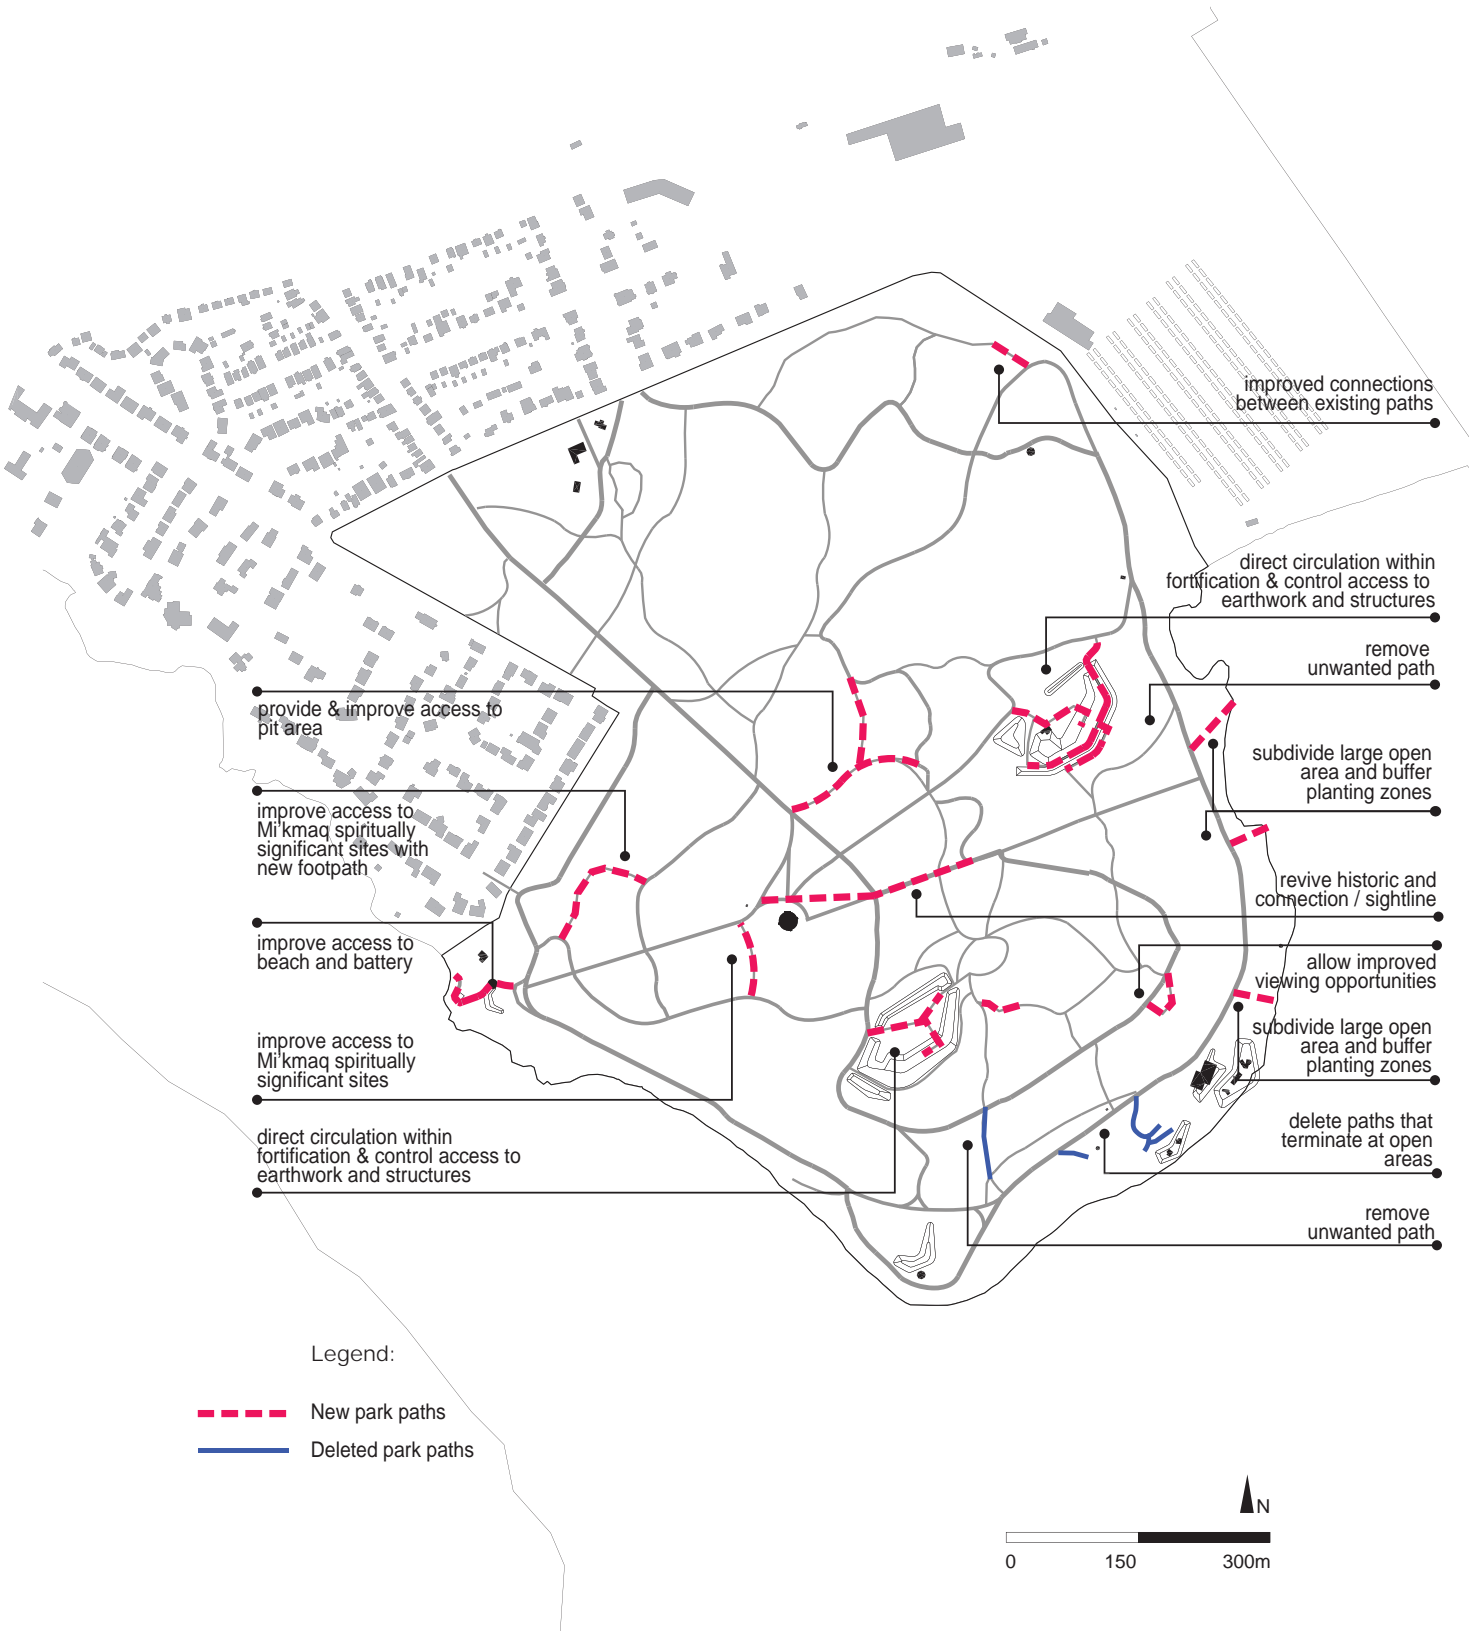 improved connections
between existing paths
direct circulation within
fortification & control access to
earthwork and structures
remove
unwanted path
provide & improve access to
pit area
subdivide large open
area and buffer
planting zones
improve access to
Mi'kmaq spiritually
significant sites with
new footpath
revive historic and
connection / sightline
improve access to
beach and battery
allow improved
viewing opportunities
subdivide large open
area and buffer
planting zones
improve access to
Mi'kmaq spiritually
significant sites
delete paths that
terminate at open
areas
direct circulation within
fortification & control access to
earthwork and structures
remove
unwanted path
Legend:
New park paths
Deleted park paths
N
0 150 300m